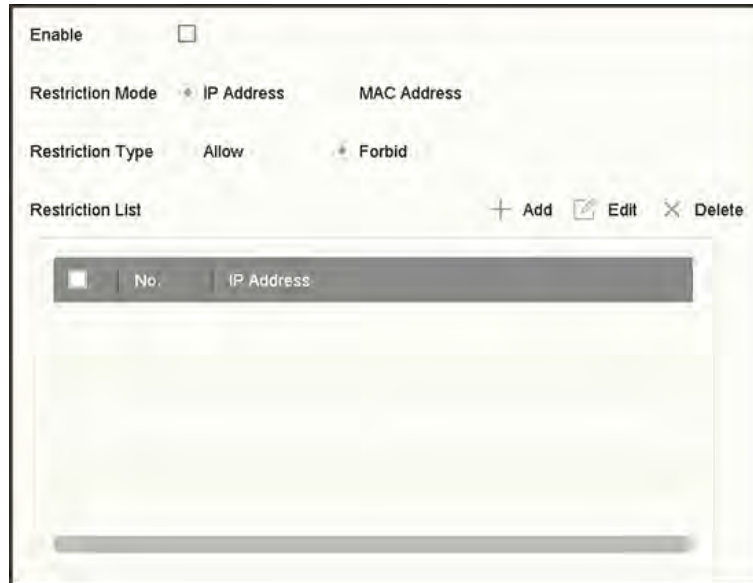 Enable
Restriction Mode IP Address MAC Address
Restriction Type Allow Forbid
Restriction List Add Edit Delete
No. IP Address